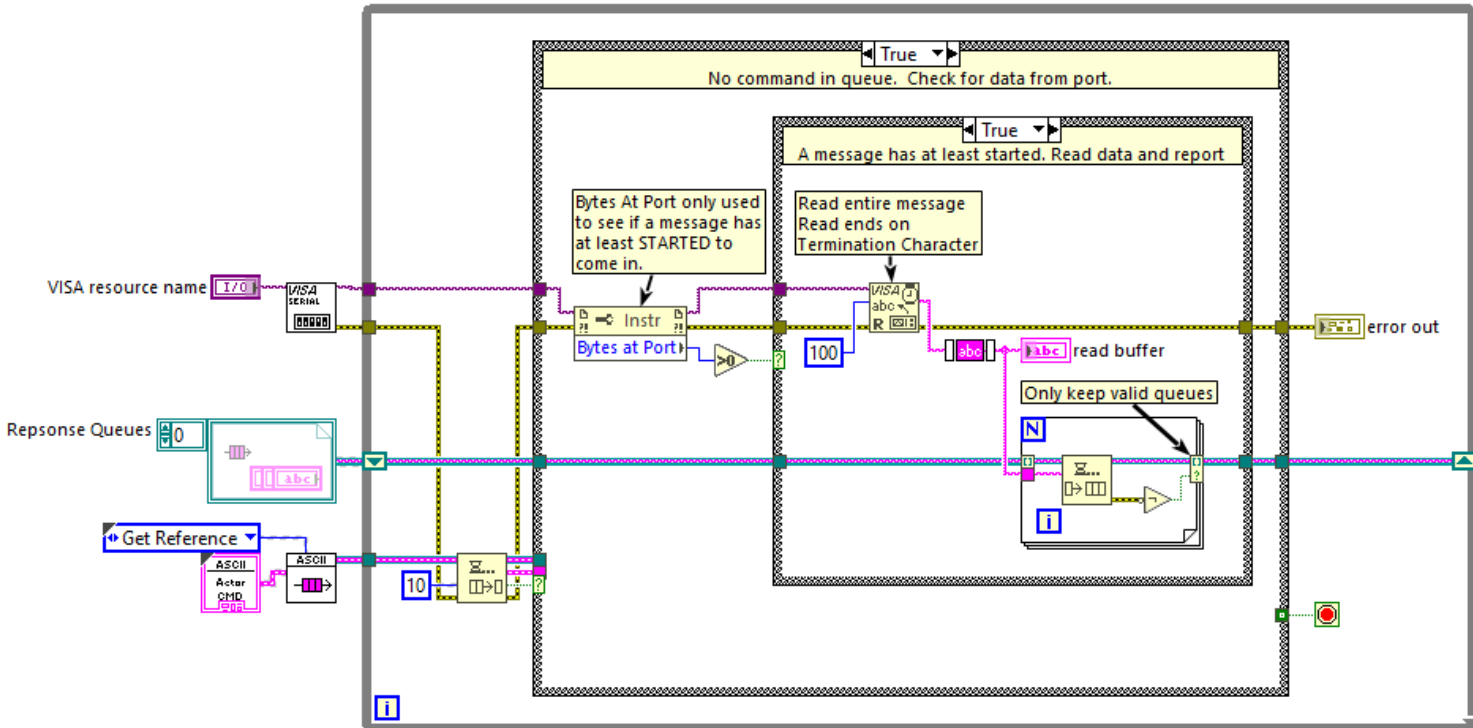 True
No command in queue.  Check for data from port.
True
A message has at least started. Read data and report
Bytes At Port only used
to see if a message has
at least STARTED to
come in.
Read entire message
Read ends on
Termination Character
VISA resource name
I/O
VISA
SERIAL
Instr
Bytes at Port
>0
VISA
abc
R
100
abc
abc
read buffer
error out
Only keep valid queues
N
i
Repsonse Queues
0
abc
Get Reference
ASCII
Actor
CMD
ASCII
10
?
?
?
i